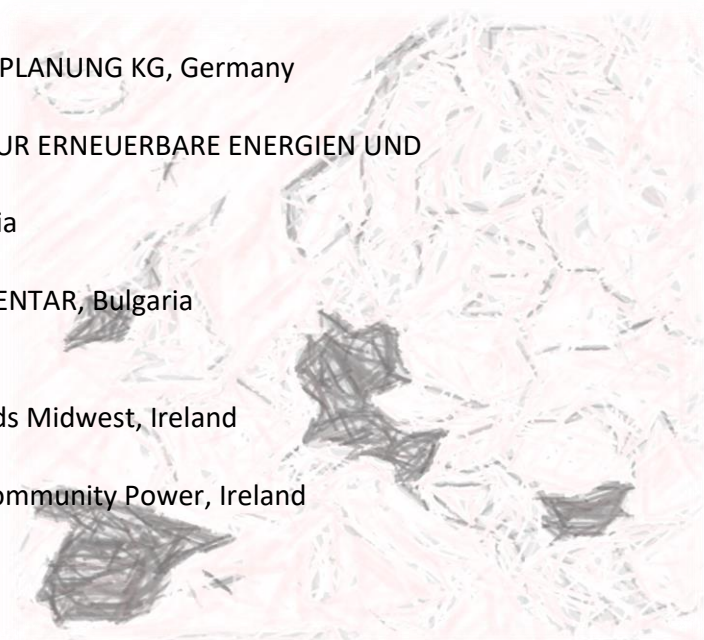 PLANUNG KG, Germany
UR ERNEUERBARE ENERGIEN UND
ia
ENTAR, Bulgaria
ds Midwest, Ireland
ommunity Power, Ireland